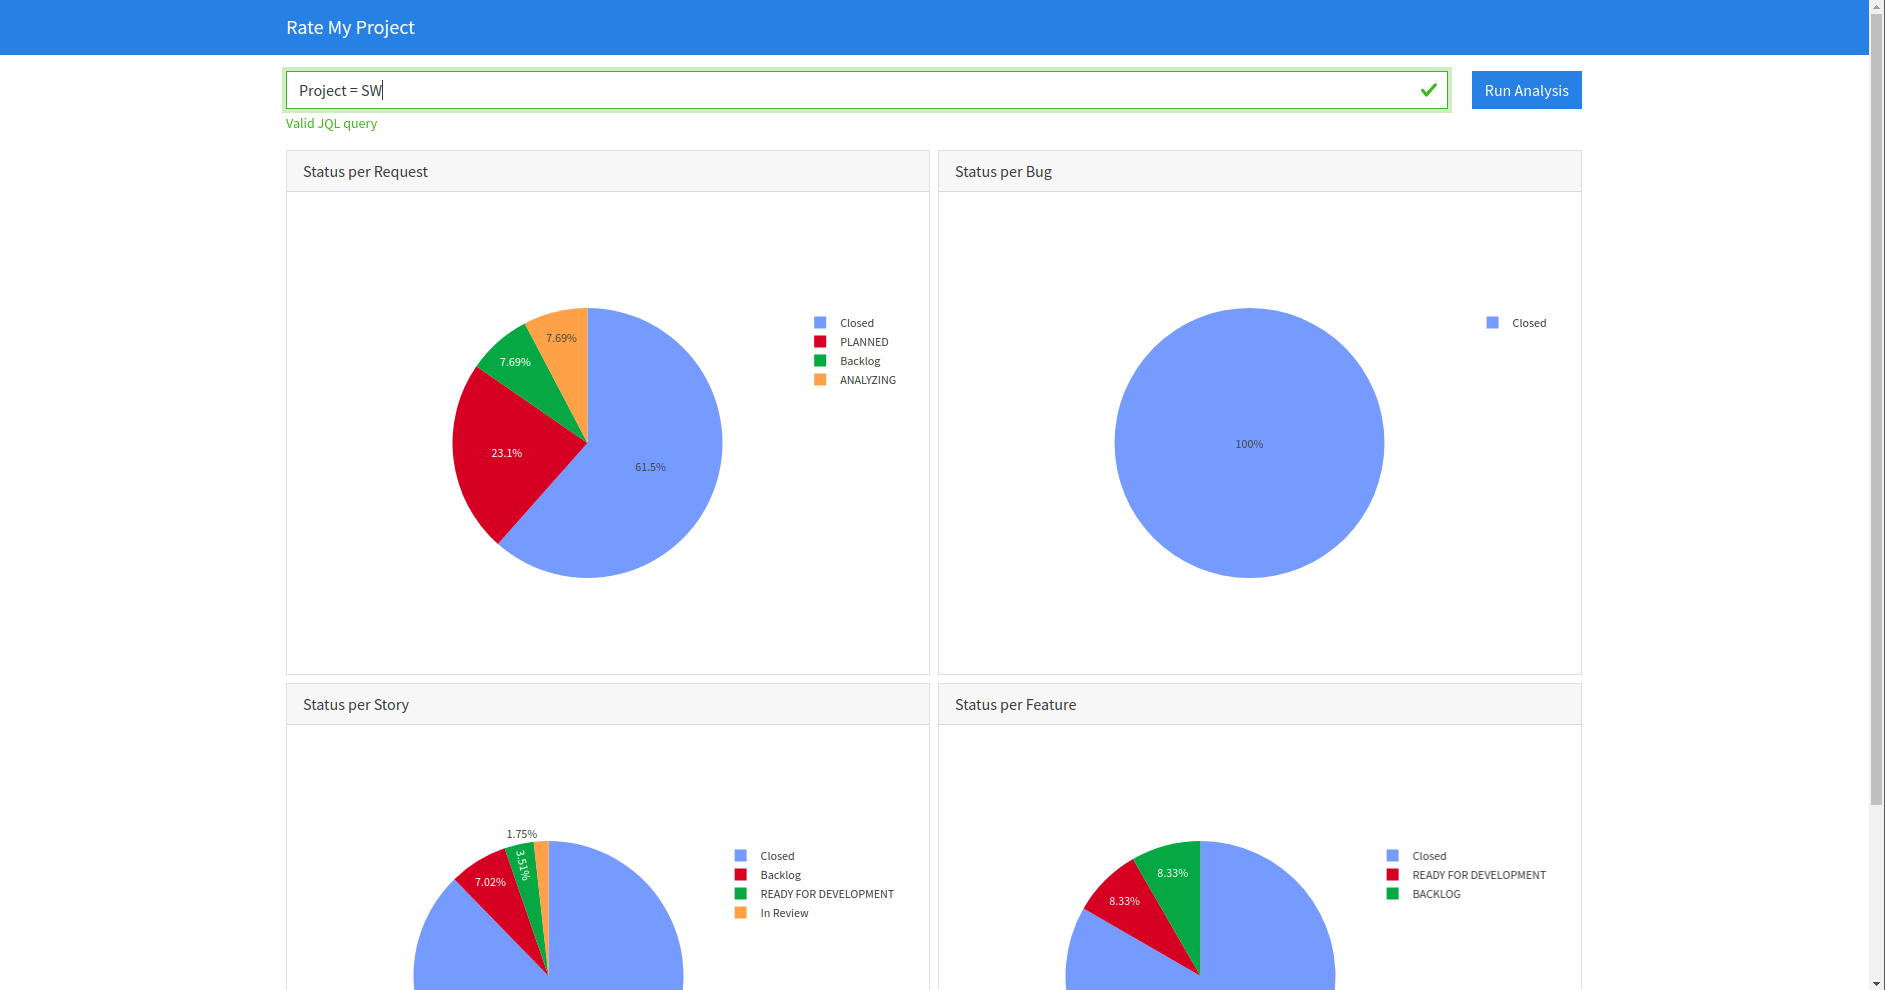 Rate My Project
Project = SW
Run Analysis
Valid JQL query
Status per Request
7.69%
7.69%
23.1%
61.5%
Closed
PLANNED
Backlog
ANALYZING
Status per Bug
100%
Closed
Status per Story
1.75%
3.51%
7.02%
Closed
Backlog
READY FOR DEVELOPMENT
In Review
Status per Feature
8.33%
8.33%
Closed
READY FOR DEVELOPMENT
BACKLOG